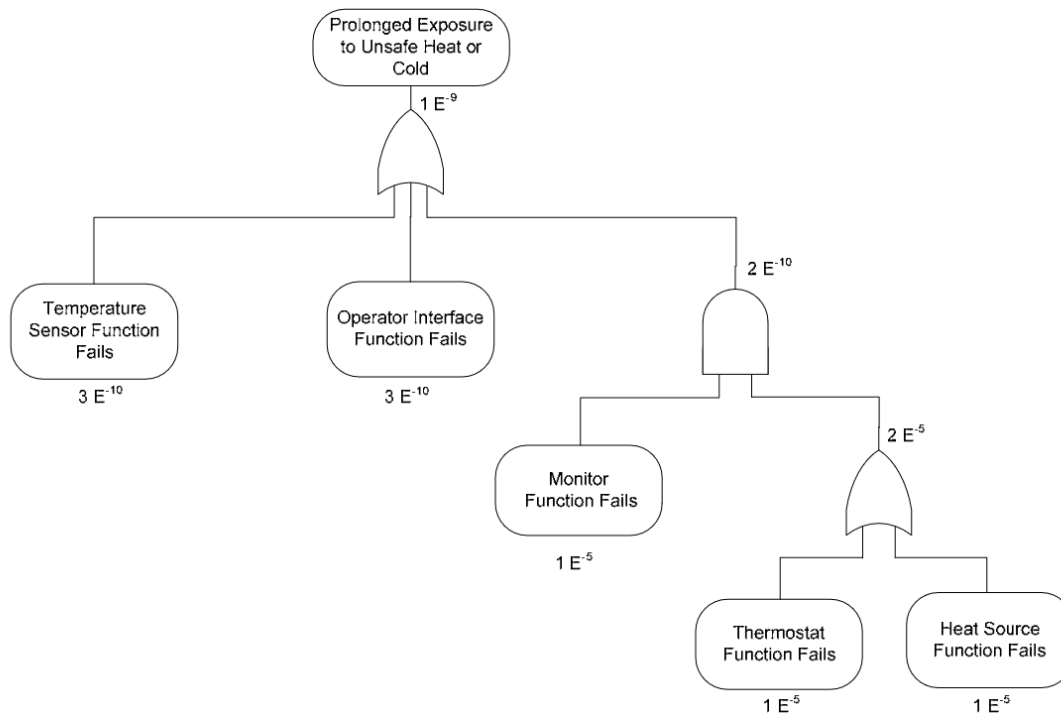 Prolonged Exposure
to Unsafe Heat or
Cold
1 E-9
2 E-10
Temperature
Sensor Function
Fails
3 E-10
Operator Interface
Function Fails
3 E-10
2 E-5
Monitor
Function Fails
1 E-5
Thermostat
Function Fails
1 E-5
Heat Source
Function Fails
1 E-5